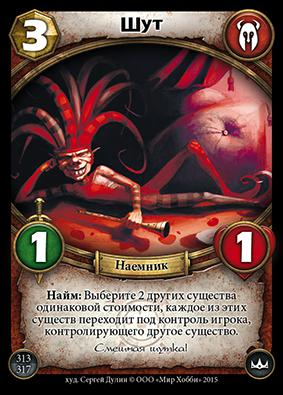 3
Шут
1
1
Наемник
Найм: Выберите 2 других существа
одинаковой стоимости, каждое из этих
существ переходит под контроль игрока,
контролирующего другое существо.
Смешная шутка!
313
317
худ. Сергей Дулин © ООО «Мир Хобби» 2015